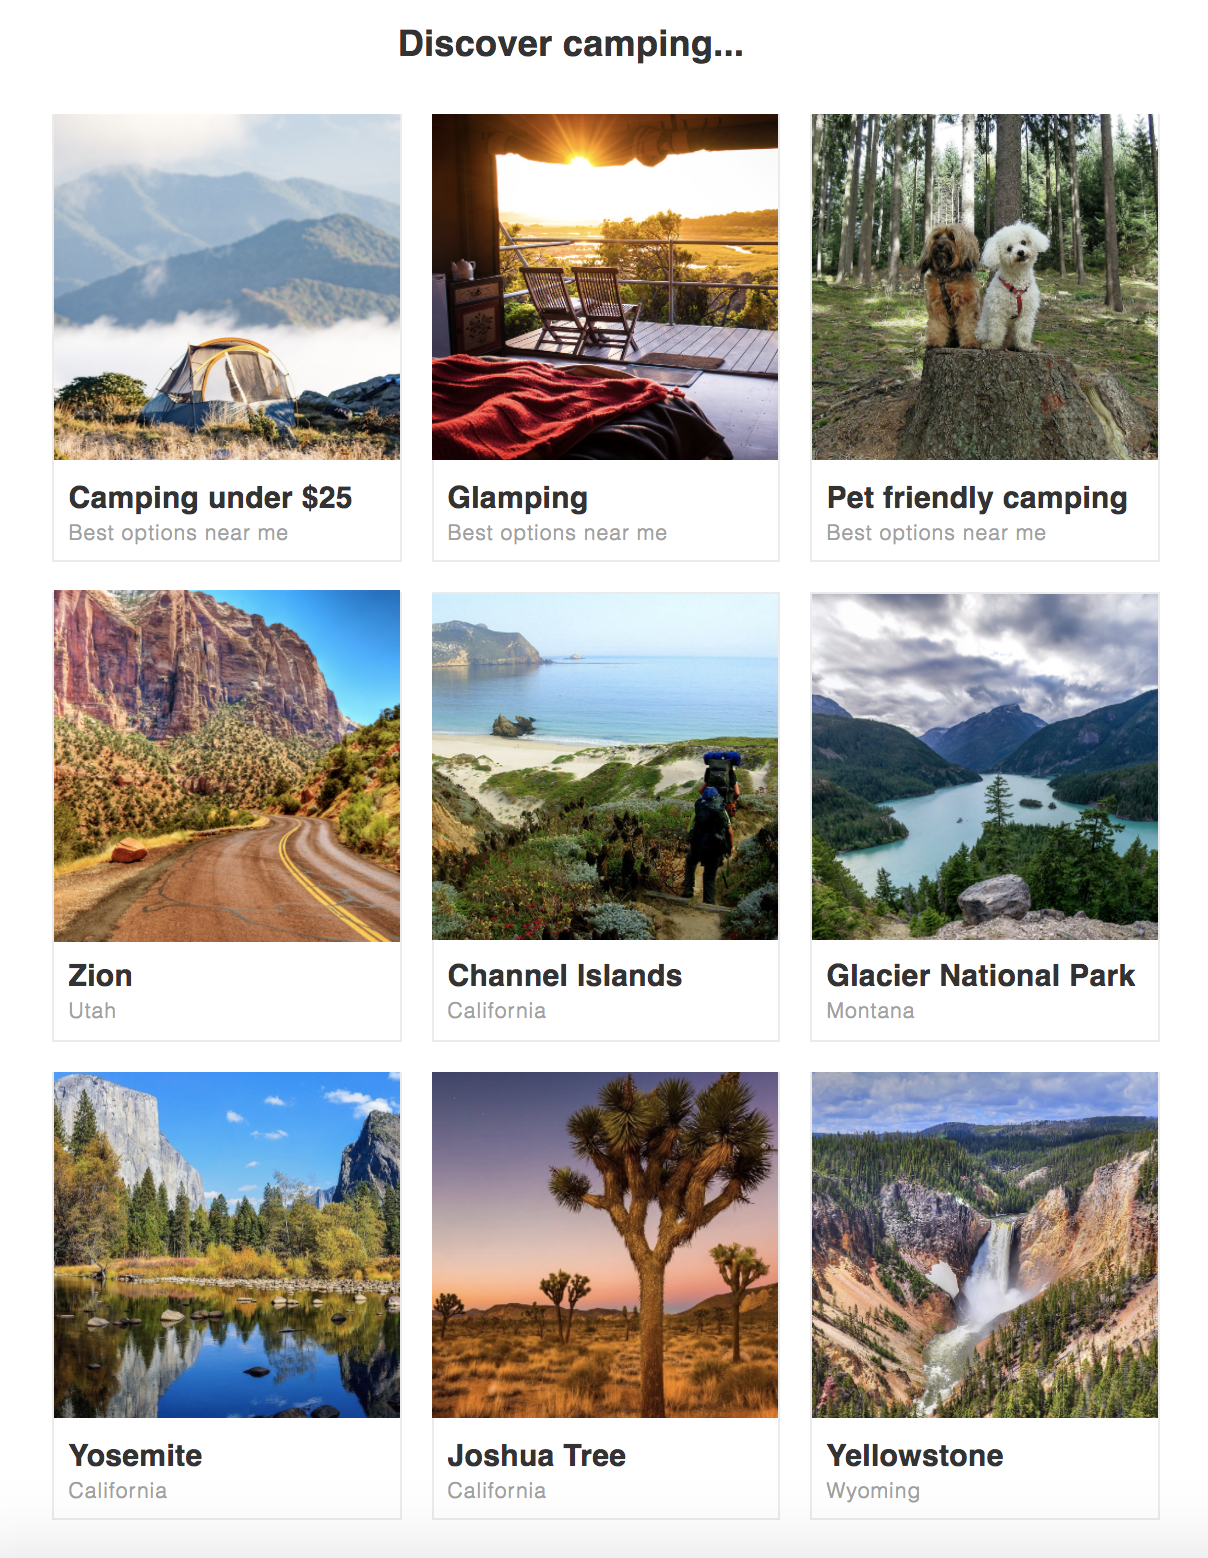 Discover camping...
Camping under $25
Best options near me
Glamping
Best options near me
Pet friendly camping
Best options near me
Zion
Utah
Channel Islands
California
Glacier National Park
Montana
Yosemite
California
Joshua Tree
California
Yellowstone
Wyoming